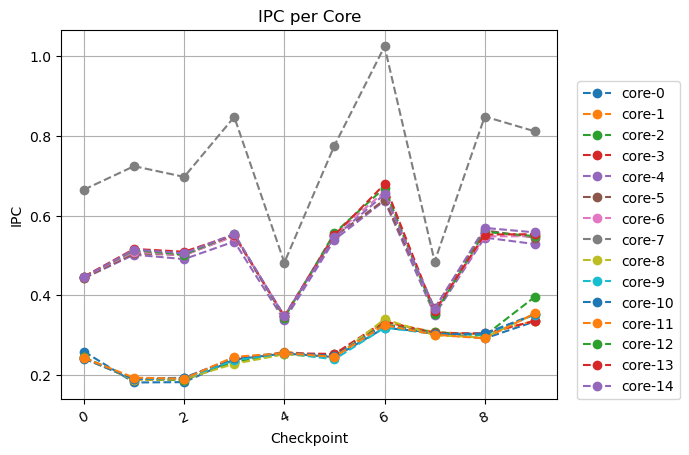 IPC per Core
IPC
1.0
0.8
0.6
0.4
0.2
0
2
4
6
8
Checkpoint
core-0
core-1
core-2
core-3
core-4
core-5
core-6
core-7
core-8
core-9
core-10
core-11
core-12
core-13
core-14